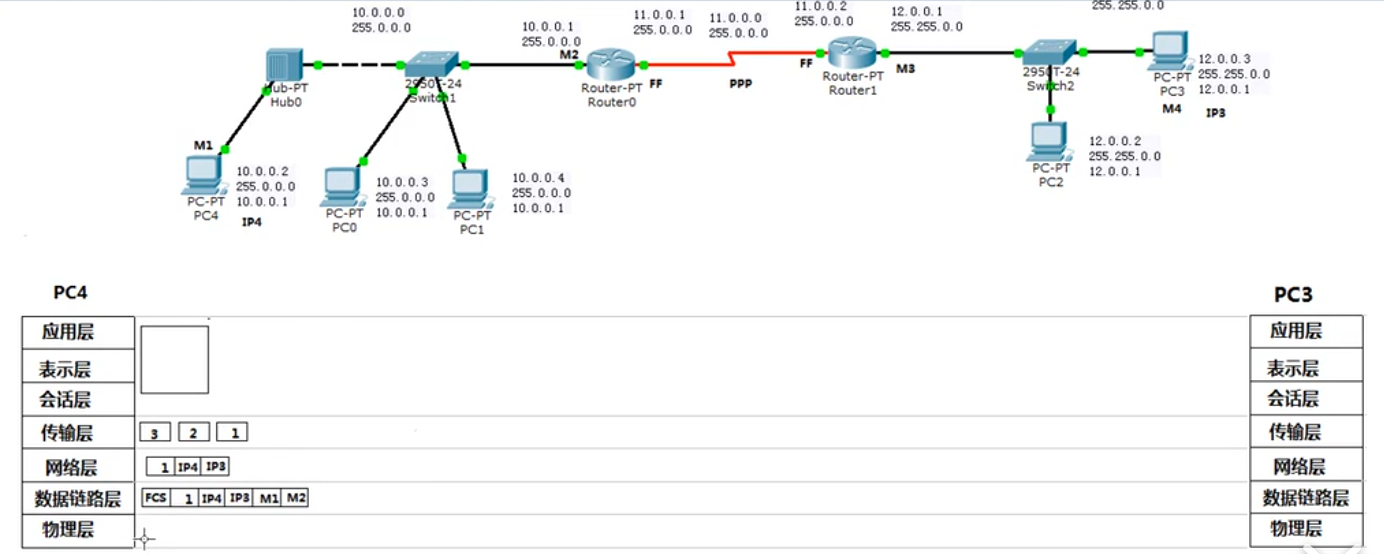 10.0.0.0
255.0.0.0
10.0.0.1
255.0.0.0
M2
11.0.0.1
255.0.0.0
11.0.0.0
255.0.0.0
11.0.0.2
255.0.0.0
12.0.0.1
255.255.0.0
255.255.0.0
Hub0
2950T-24
Switch1
Router-PT
Router0
FF
PPP
FF
Router-PT
Router1
M3
2950T-24
Switch2
PC-PT
PC3
M4
12.0.0.3
255.255.0.0
12.0.0.1
IP3
M1
PC-PT
PC4
10.0.0.2
255.0.0.0
10.0.0.1
IP4
PC-PT
PC0
10.0.0.3
255.0.0.0
10.0.0.1
PC-PT
PC1
10.0.0.4
255.0.0.0
10.0.0.1
PC-PT
PC2
12.0.0.2
255.255.0.0
12.0.0.1
PC4
PC3
应用层
应用层
表示层
表示层
会话层
会话层
传输层 3 2 1
传输层
网络层 1 IP4 IP3
网络层
数据链路层 FCS 1 IP4 IP3 M1 M2
数据链路层
物理层
物理层